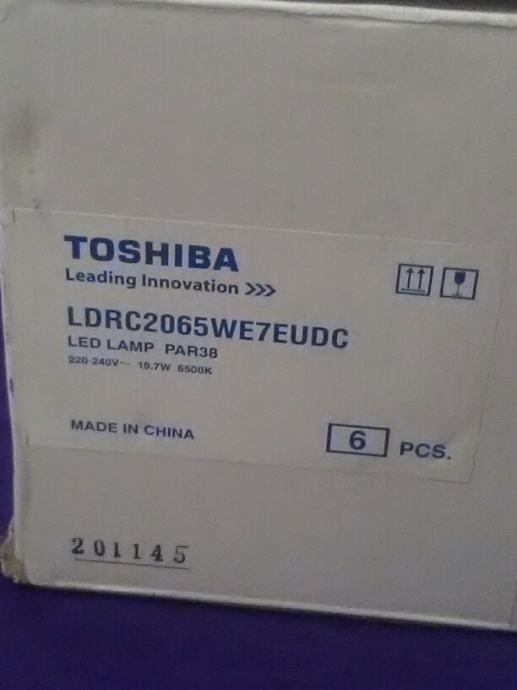 TOSHIBA
Leading Innovation >>>
LDRC2065WE7EUDC
LED LAMP PAR38
220-240V~ 19.7W 6500K
MADE IN CHINA
6 PCS.
201145